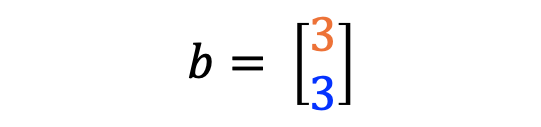 b = [3
3]